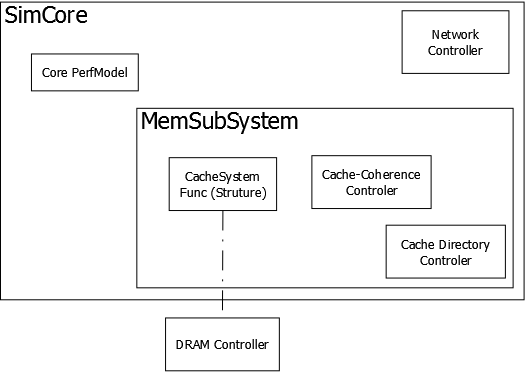 SimCore
Network
Controller
Core PerfModel
MemSubSystem
CacheSystem
Func (Struture)
Cache-Coherence
Controler
Cache Directory
Controler
DRAM Controller